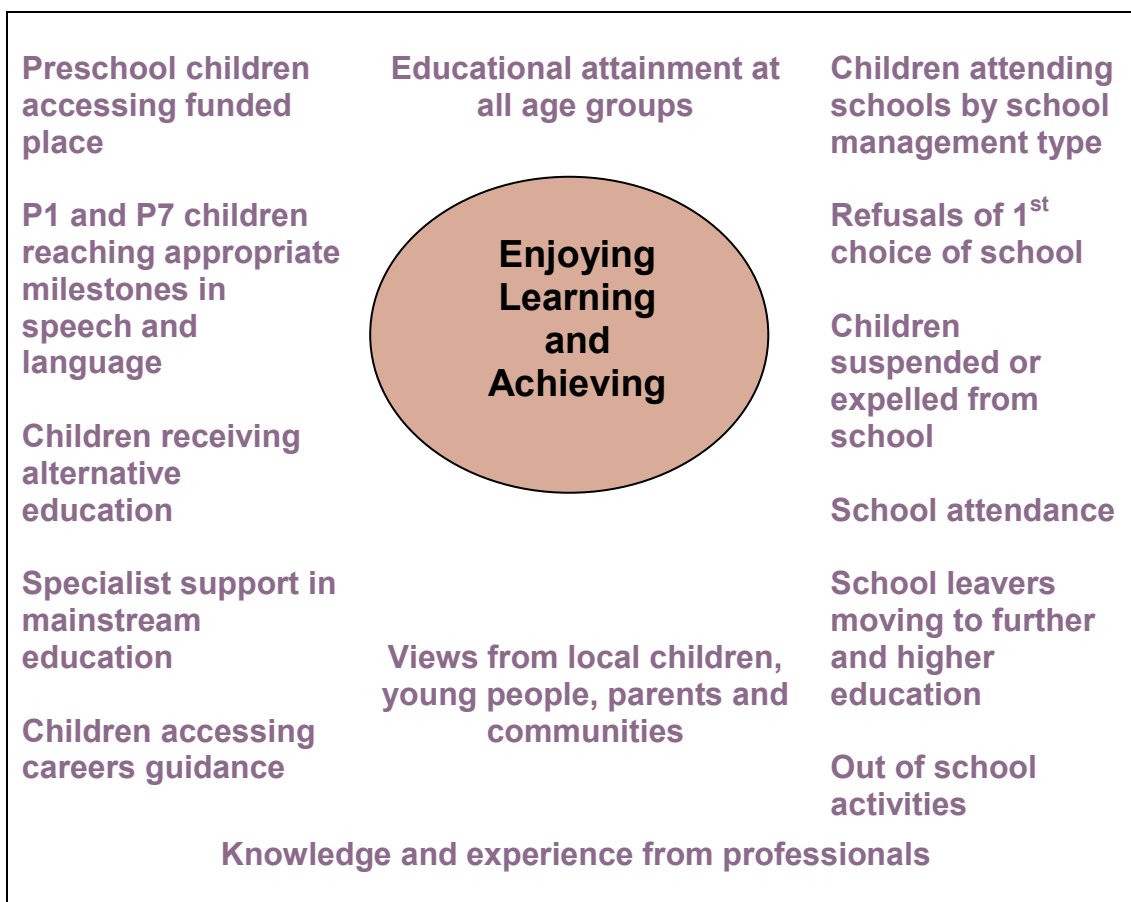 Preschool children
accessing funded
place
P1 and P7 children
reaching appropriate
milestones in
speech and
language
Children receiving
alternative
education
Specialist support in
mainstream
education
Children accessing
careers guidance
Educational attainment at
all age groups
Enjoying
Learning
and
Achieving
Views from local children,
young people, parents and
communities
Children attending
schools by school
management type
Refusals of 1st
choice of school
Children
suspended or
expelled from
school
School attendance
School leavers
moving to further
and higher
education
Out of school
activities
Knowledge and experience from professionals